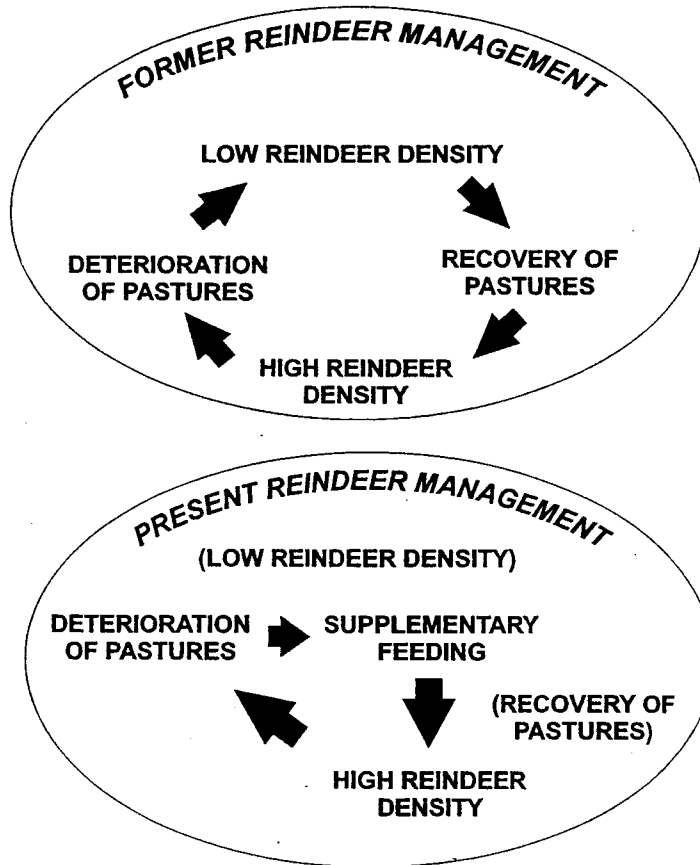 FORMER REINDEER MANAGEMENT
LOW REINDEER DENSITY
DETERIORATION
OF PASTURES
RECOVERY OF
PASTURES
HIGH REINDEER
DENSITY
PRESENT REINDEER MANAGEMENT
(LOW REINDEER DENSITY)
DETERIORATION
OF PASTURES
SUPPLEMENTARY
FEEDING
(RECOVERY OF
PASTURES)
HIGH REINDEER
DENSITY